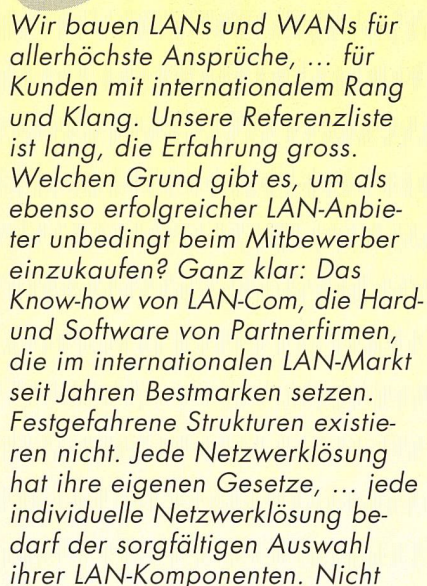 Wir bauen LANs und WANs für
allerhöchste Ansprüche, ... für
Kunden mit internationalem Rang
und Klang. Unsere Referenzliste
ist lang, die Erfahrung gross.
Welchen Grund gibt es, um als
ebenso erfolgreicher LAN-Anbie-
ter unbedingt beim Mitbewerber
einzukaufen? Ganz klar: Das
Know-how von LAN-Com, die Hard-
und Software von Partnerfirmen,
die im internationalen LAN-Markt
seit Jahren Bestmarken setzen.
Festgefahrene Strukturen existie-
ren nicht. Jede Netzwerklösung
hat ihre eigenen Gesetze, ... jede
individuelle Netzwerklösung be-
darf der sorgfältigen Auswahl
ihrer LAN-Komponenten. Nicht